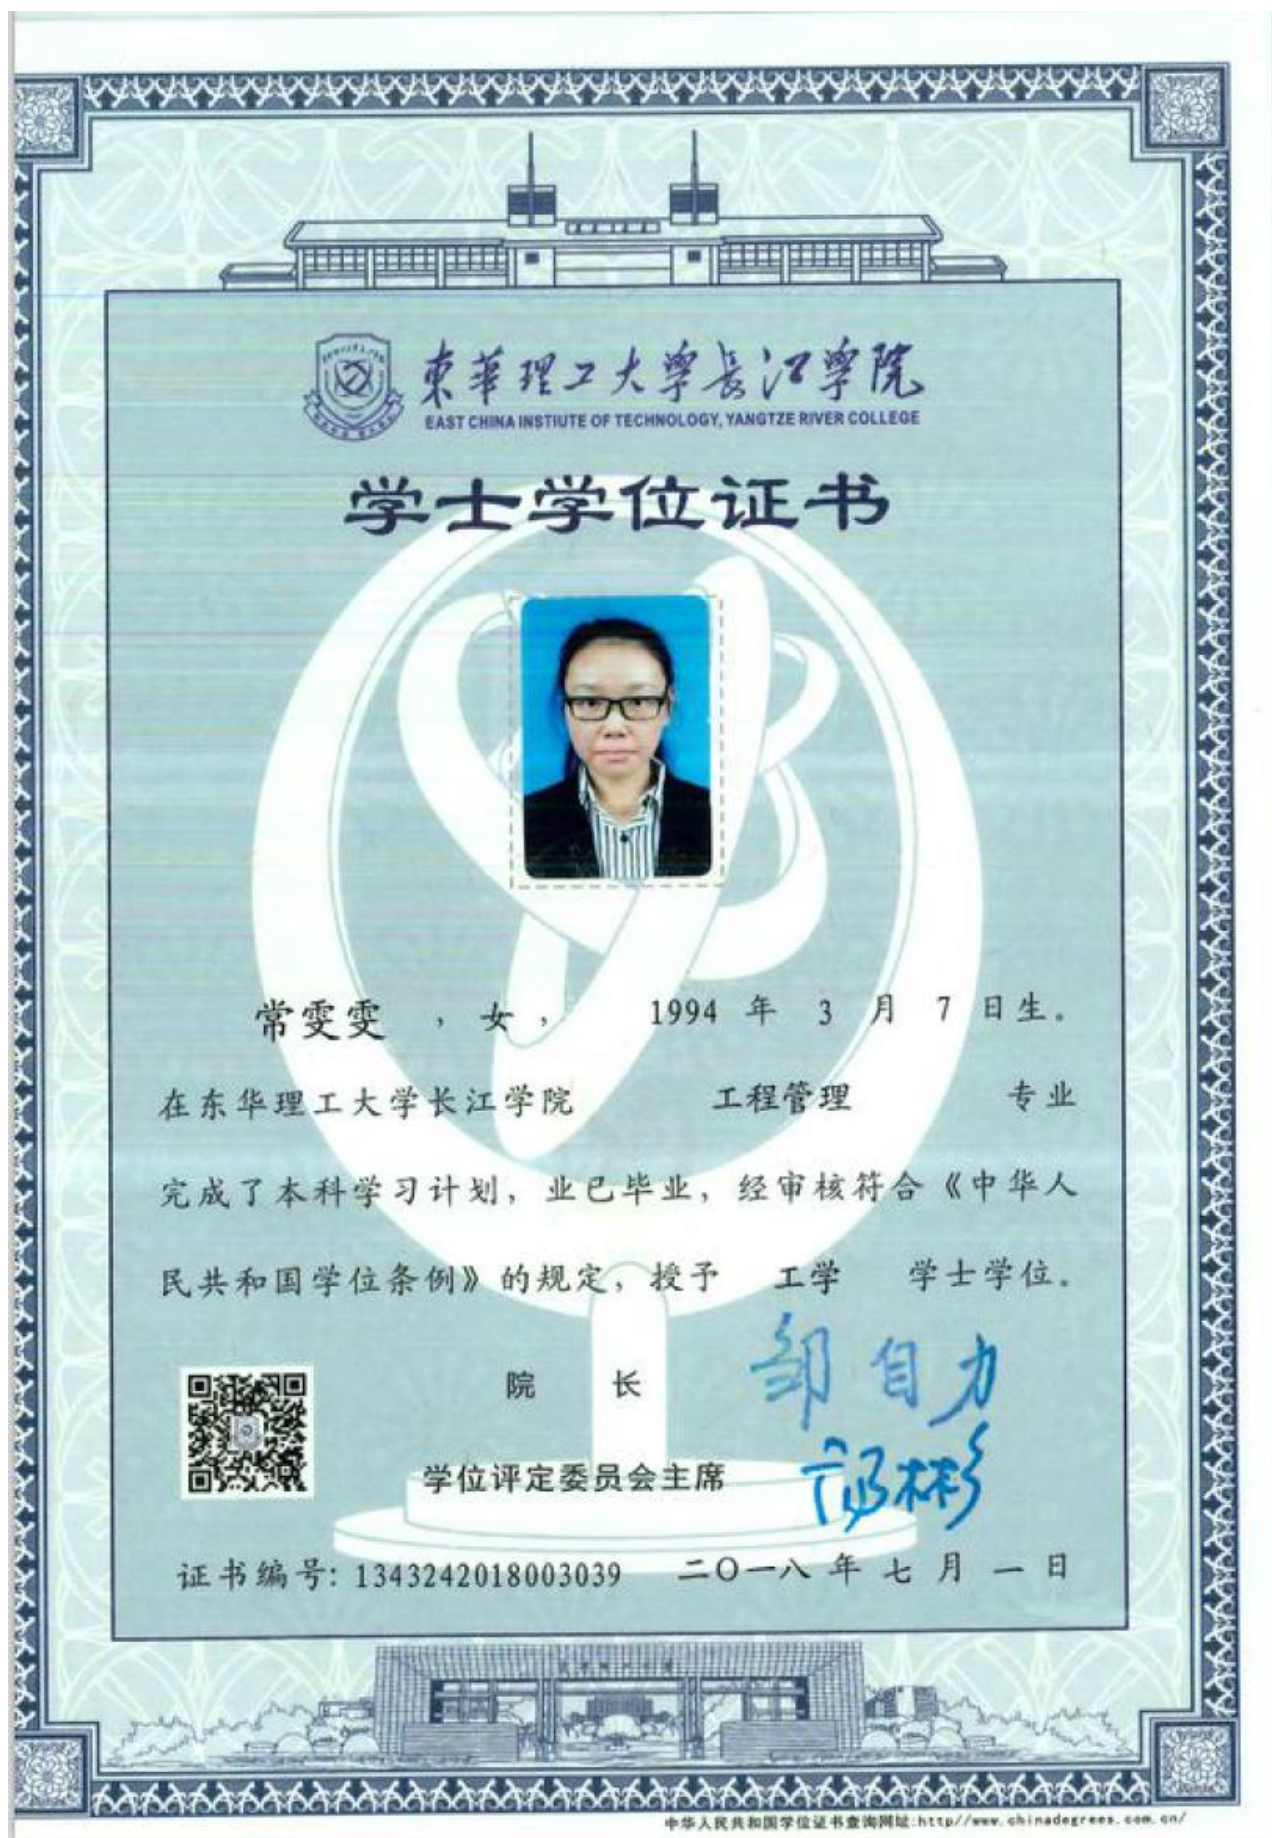 東華理工大學長江學院
EAST CHINA INSTIUTE OF TECHNOLOGY, YANGTZE RIVER COLLEGE
学士学位证书
常雯雯 ，女， 1994 年 3 月 7 日生。
在东华理工大学长江学院 工程管理 专业
完成了本科学习计划，业已毕业，经审核符合《中华人
民共和国学位条例》的规定，授予 工学 学士学位。
院 长 邹自力
学位评定委员会主席
证书编号：1343242018003039 二〇一八年七月一日
中华人民共和国学位证书查询网址:http//www.chinadegrees.com.cn/